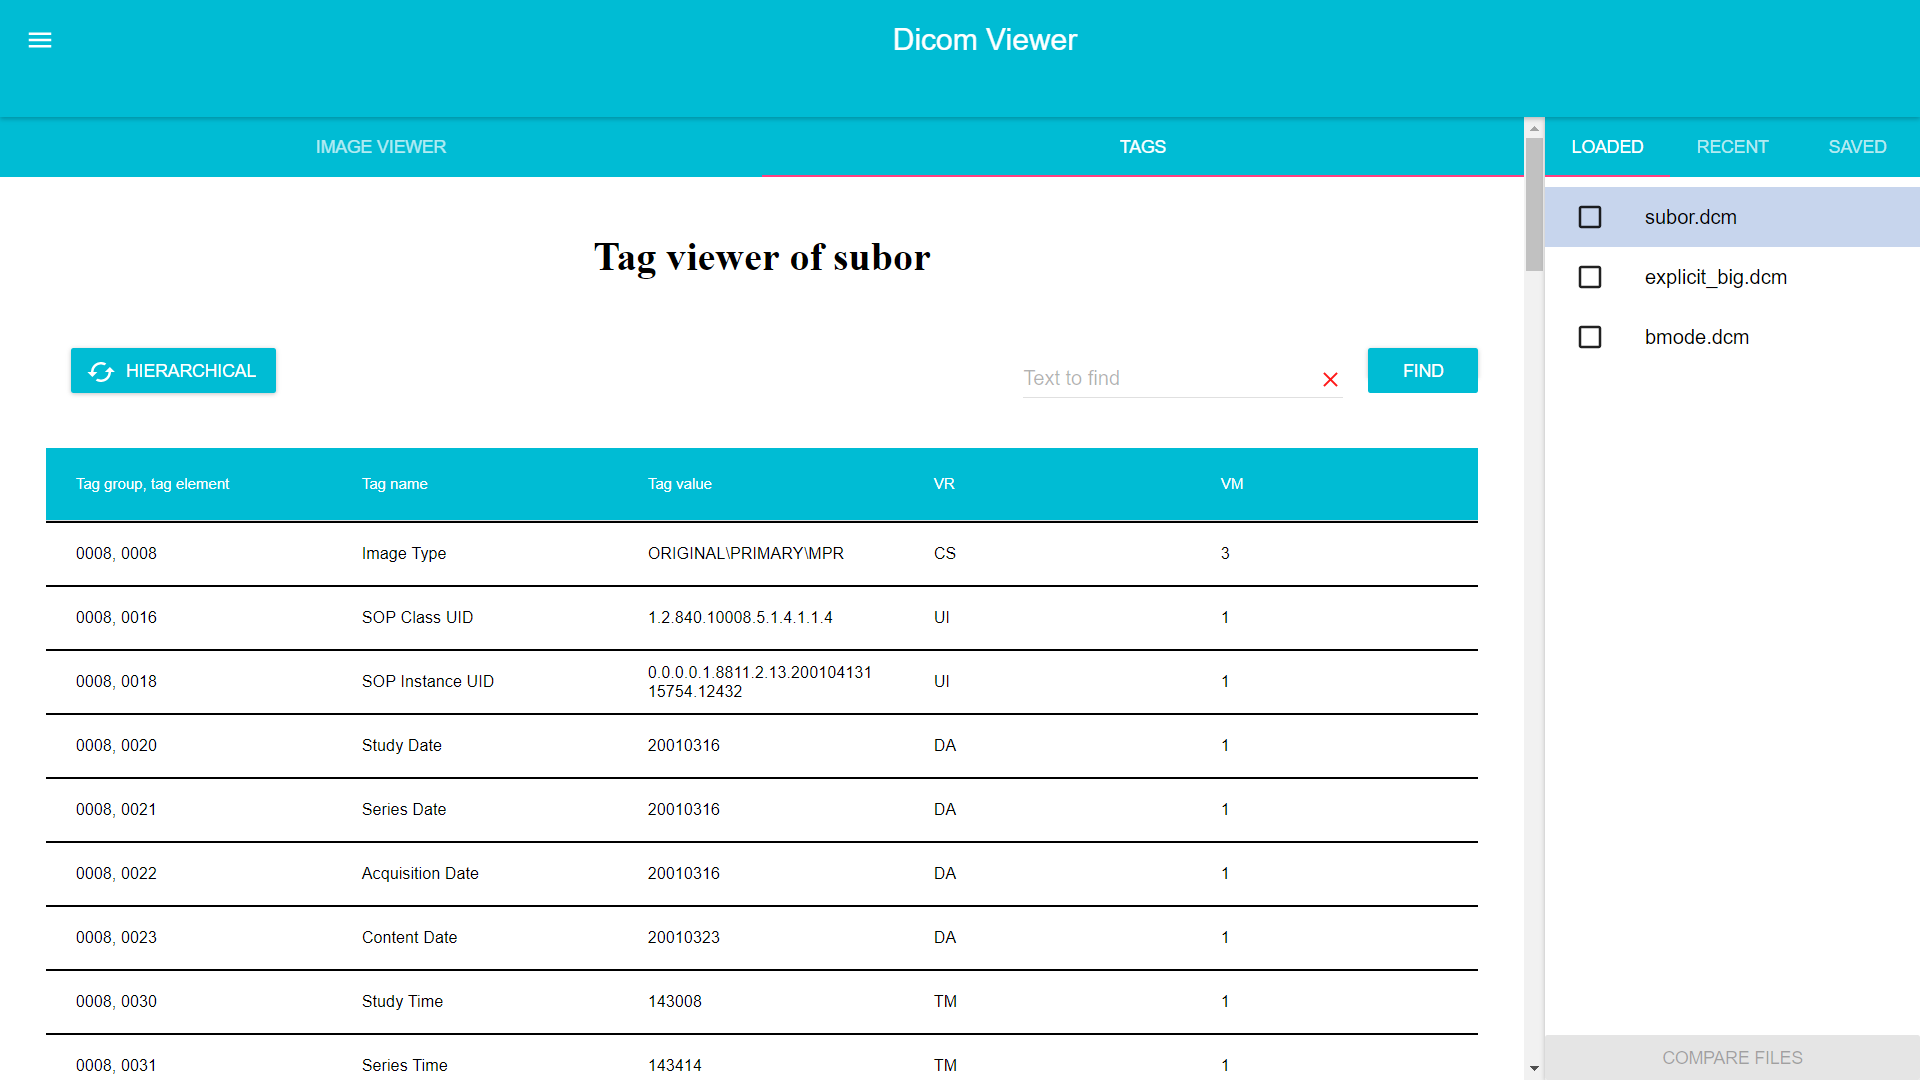 Dicom Viewer
IMAGE VIEWER TAGS
LOADED RECENT SAVED
Tag viewer of subor
HIERARCHICAL
Text to find
FIND
Tag group, tag element Tag name Tag value VR VM
0008, 0008 Image Type ORIGINAL\PRIMARY\MPR CS 3
0008, 0016 SOP Class UID 1.2.840.10008.5.1.4.1.1.4 UI 1
0008, 0018 SOP Instance UID 0.0.0.0.1.8811.2.13.200104131
15754.12432 UI 1
0008, 0020 Study Date 20010316 DA 1
0008, 0021 Series Date 20010316 DA 1
0008, 0022 Acquisition Date 20010316 DA 1
0008, 0023 Content Date 20010323 DA 1
0008, 0030 Study Time 143008 TM 1
0008, 0031 Series Time 143414 TM 1
subor.dcm
explicit_big.dcm
bmode.dcm
COMPARE FILES